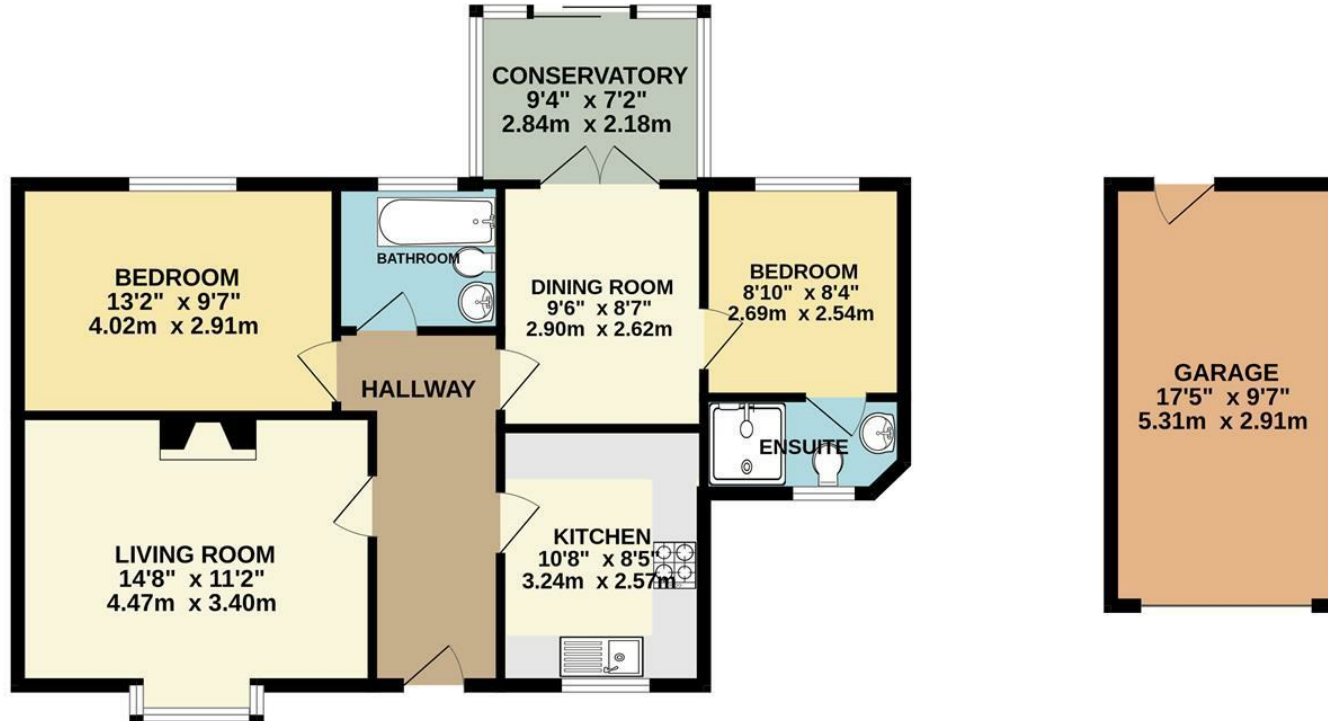 CONSERVATORY
9'4" x 7'2"
2.84m x 2.18m
BEDROOM
13'2" x 9'7"
4.02m x 2.91m
BATHROOM
DINING ROOM
9'6" x 8'7"
2.90m x 2.62m
BEDROOM
8'10" x 8'4"
2.69m x 2.54m
HALLWAY
GARAGE
17'5" x 9'7"
5.31m x 2.91m
ENSUITE
LIVING ROOM
14'8" x 11'2"
4.47m x 3.40m
KITCHEN
10'8" x 8'5"
3.24m x 2.57m